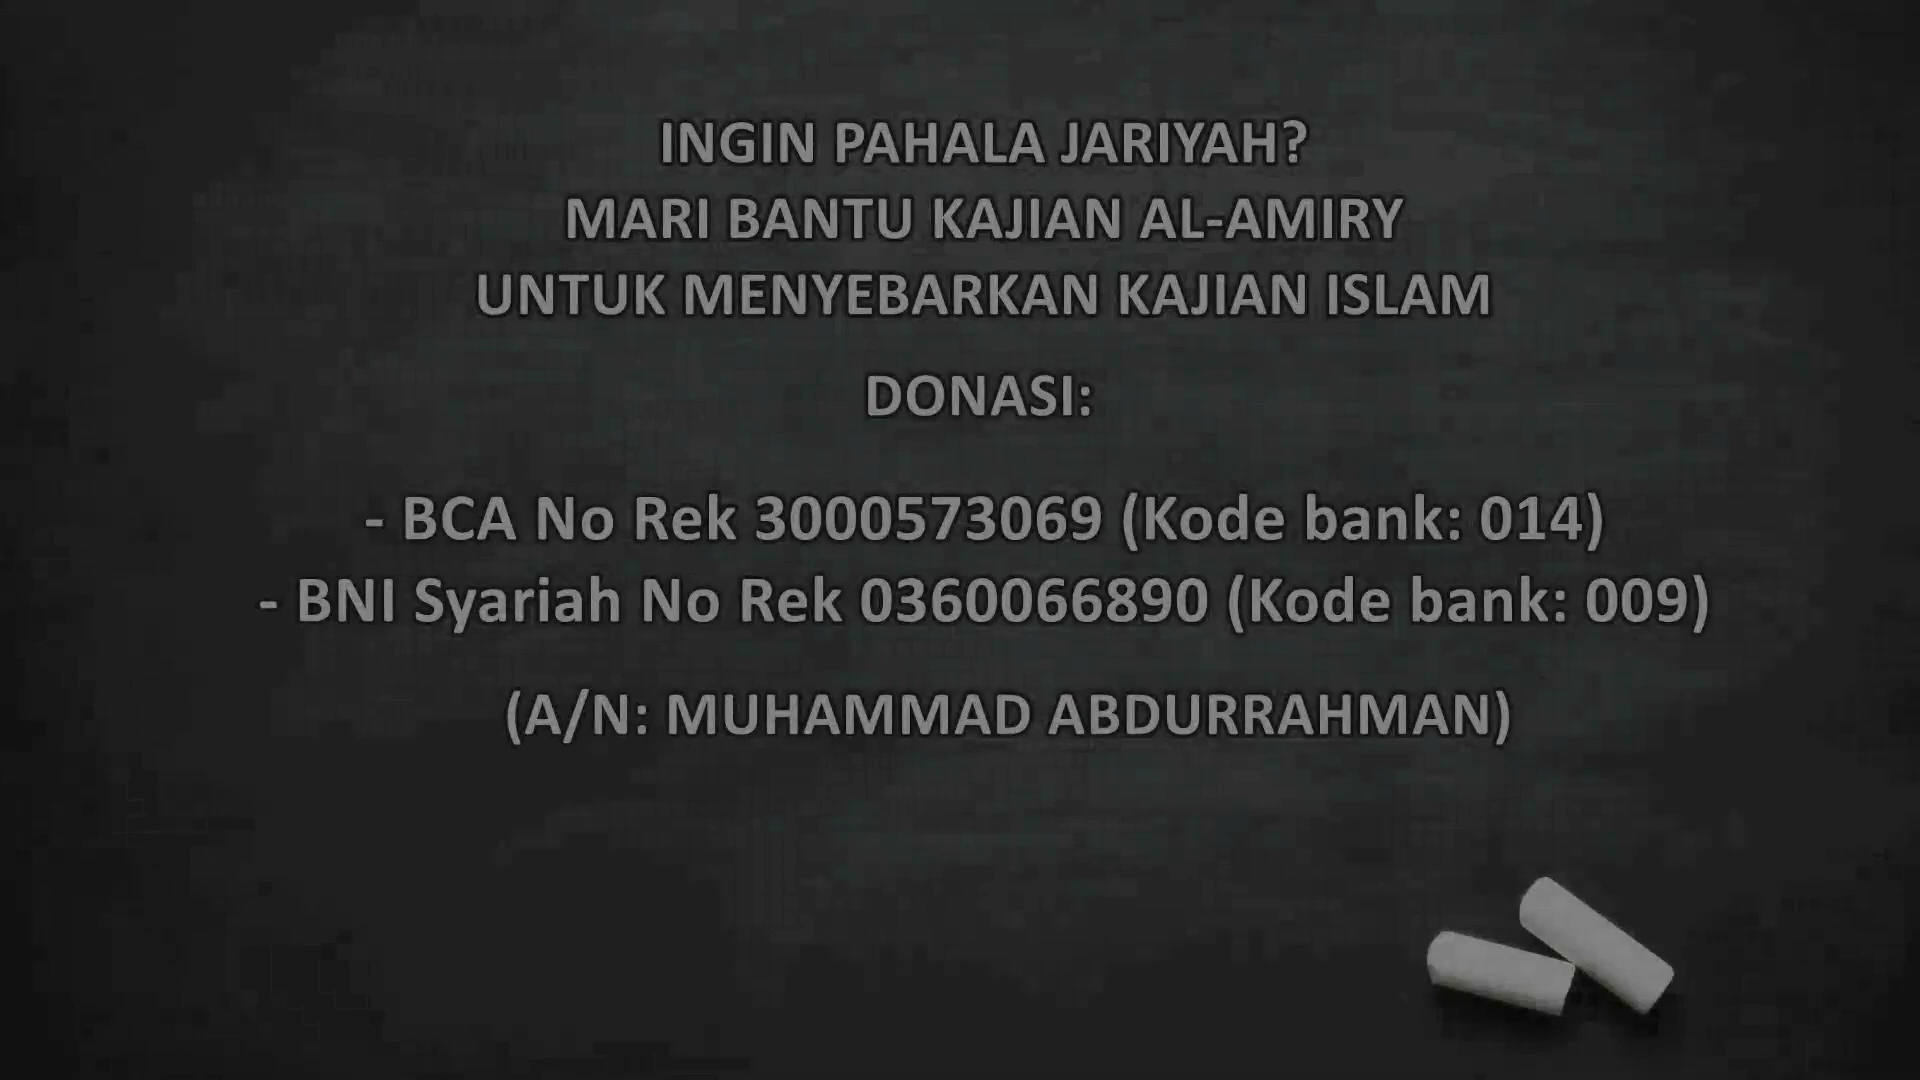 INGIN PAHALA JARIYAH?
MARI BANTU KAJIAN AL-AMIRY
UNTUK MENYEBARKAN KAJIAN ISLAM
DONASI:
- BCA No Rek 3000573069 (Kode bank: 014)
- BNI Syariah No Rek 0360066890 (Kode bank: 009)
(A/N: MUHAMMAD ABDURRAHMAN)